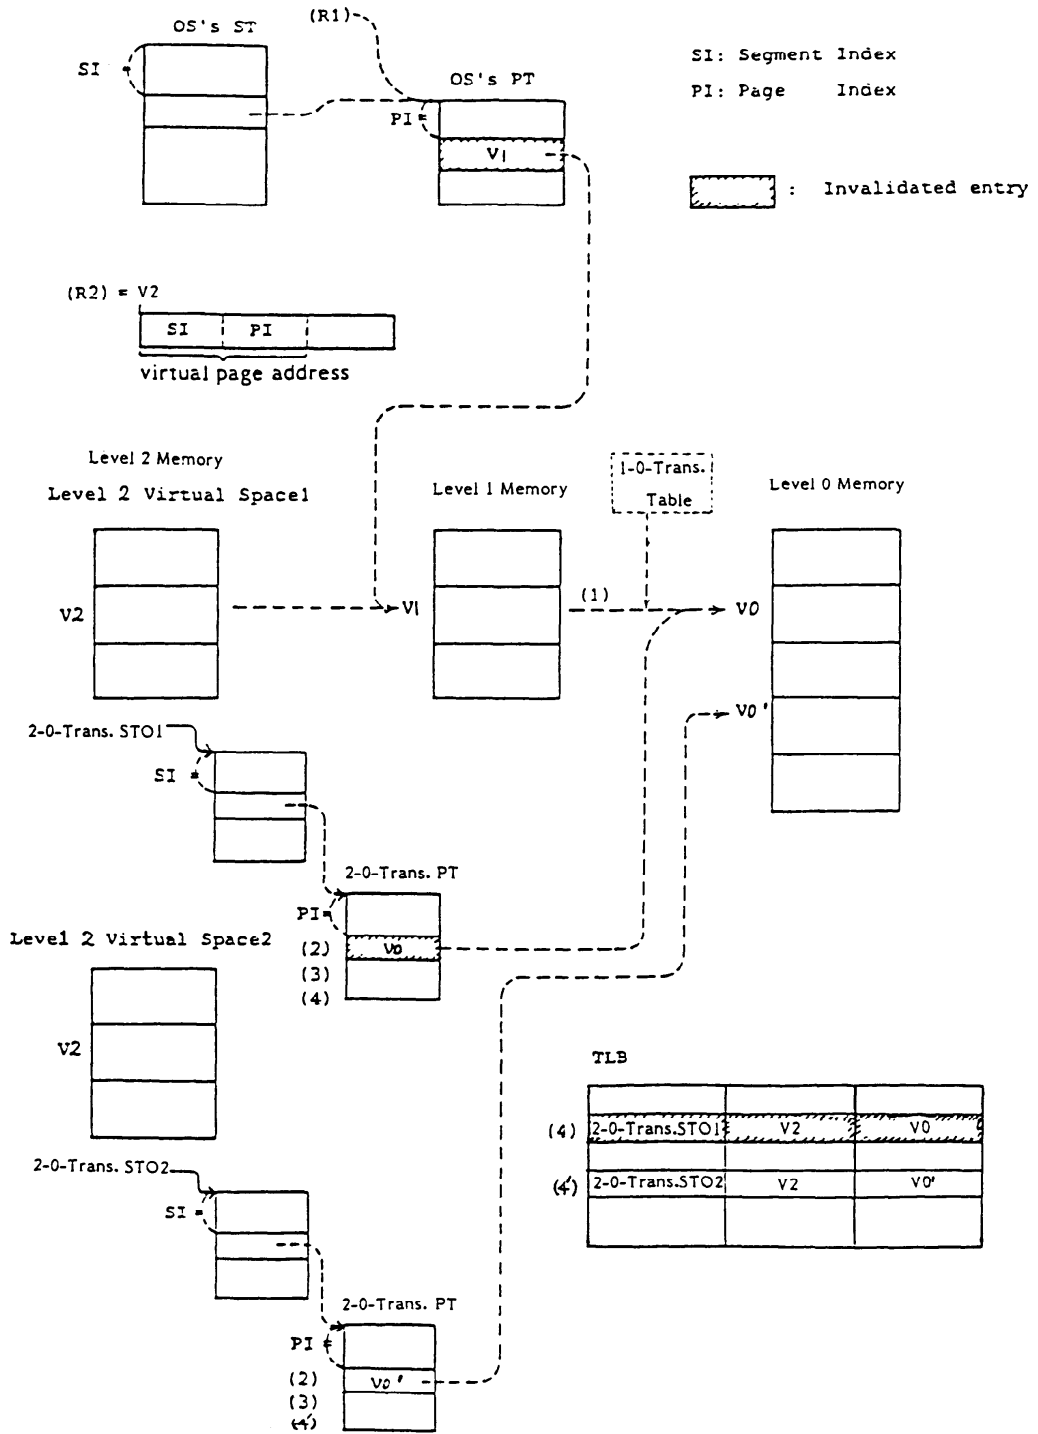 OS's ST
(R1)
SI
SI: Segment Index
OS's PT
PI: Page Index
PI
V1
: Invalidated entry
(R2) = V2
SI PI
virtual page address
Level 2 Memory
Level 2 Virtual Space1
Level 1 Memory
1-0-Trans.
Table
Level 0 Memory
V2
V1
(1)
V0
V0'
2-0-Trans. STO1
SI
2-0-Trans. PT
PI
(2) V0
(3)
(4)
Level 2 Virtual Space2
V2
TLB
(4) 2-0-Trans.STO1 V2 V0
(4') 2-0-Trans.STO2 V2 V0'
2-0-Trans. STO2
SI
2-0-Trans. PT
PI
(2) V0'
(3)
(4')